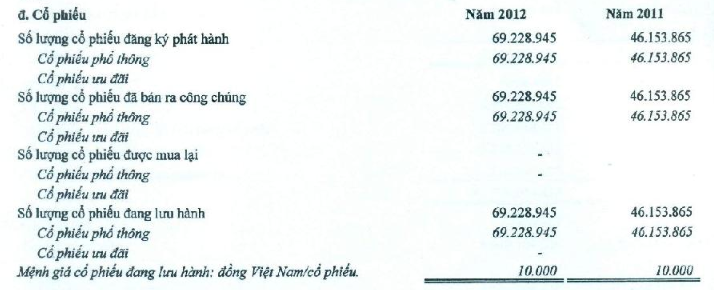 đ. Cổ phiếu Năm 2012 Năm 2011
Số lượng cổ phiếu đăng ký phát hành 69.228.945 46.153.865
Cổ phiếu phổ thông 69.228.945 46.153.865
Cổ phiếu ưu đãi
Số lượng cổ phiếu đã bán ra công chúng 69.228.945 46.153.865
Cổ phiếu phổ thông 69.228.945 46.153.865
Cổ phiếu ưu đãi
Số lượng cổ phiếu được mua lại -
Cổ phiếu phổ thông -
Cổ phiếu ưu đãi
Số lượng cổ phiếu đang lưu hành 69.228.945 46.153.865
Cổ phiếu phổ thông 69.228.945 46.153.865
Cổ phiếu ưu đãi -
Mệnh giá cổ phiếu đang lưu hành: đồng Việt Nam/cổ phiếu. 10.000 10.000